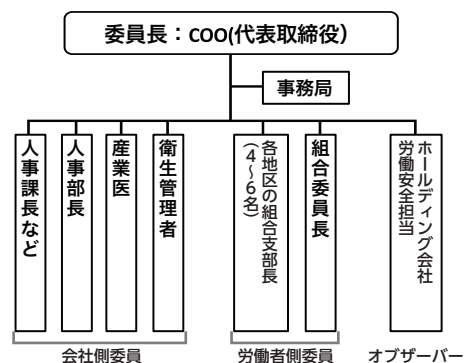 委員長：COO(代表取締役）
事務局
人事課長など
人事部長
産業医
衛生管理者
各地区の組合支部長
(4～6名)
組合委員長
ホールディング会社
労働安全担当
会社側委員
労働者側委員
オブザーバー